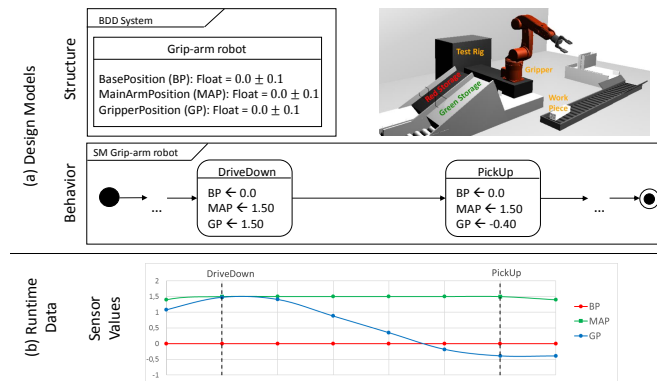 (a) Design Models
Structure
BDD System
Grip-arm robot
BasePosition (BP): Float = 0.0 ± 0.1
MainArmPosition (MAP): Float = 0.0 ± 0.1
GripperPosition (GP): Float = 0.0 ± 0.1
Test Rig
Gripper
Red Storage
Green Storage
Work
Piece
Behavior
SM Grip-arm robot
...
DriveDown
BP ← 0.0
MAP ← 1.50
GP ← 1.50
PickUp
BP ← 0.0
MAP ← 1.50
GP ← -0.40
...
(b) Runtime
Data
Sensor
Values
DriveDown
PickUp
2
1,5
1
0,5
0
-0,5
-1
BP
MAP
GP